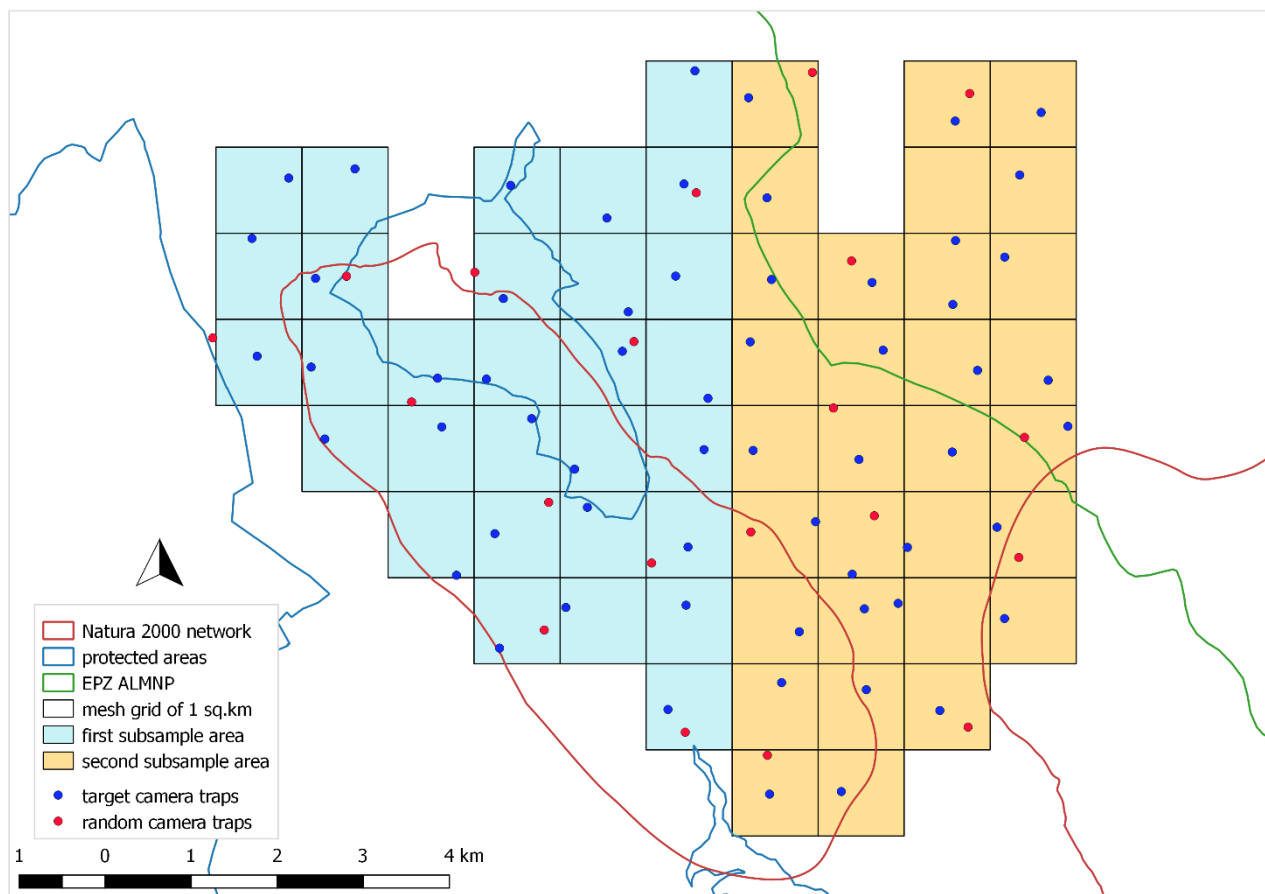 Natura 2000 network
protected areas
EPZ ALMNP
mesh grid of 1 sq.km
first subsample area
second subsample area
target camera traps
random camera traps
1 0 1 2 3 4 km